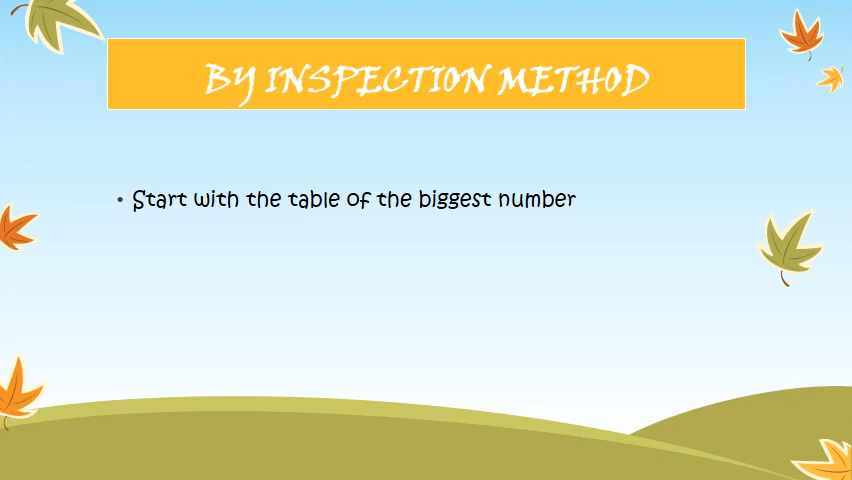 BY INSPECTION METHOD
• Start with the table of the biggest number